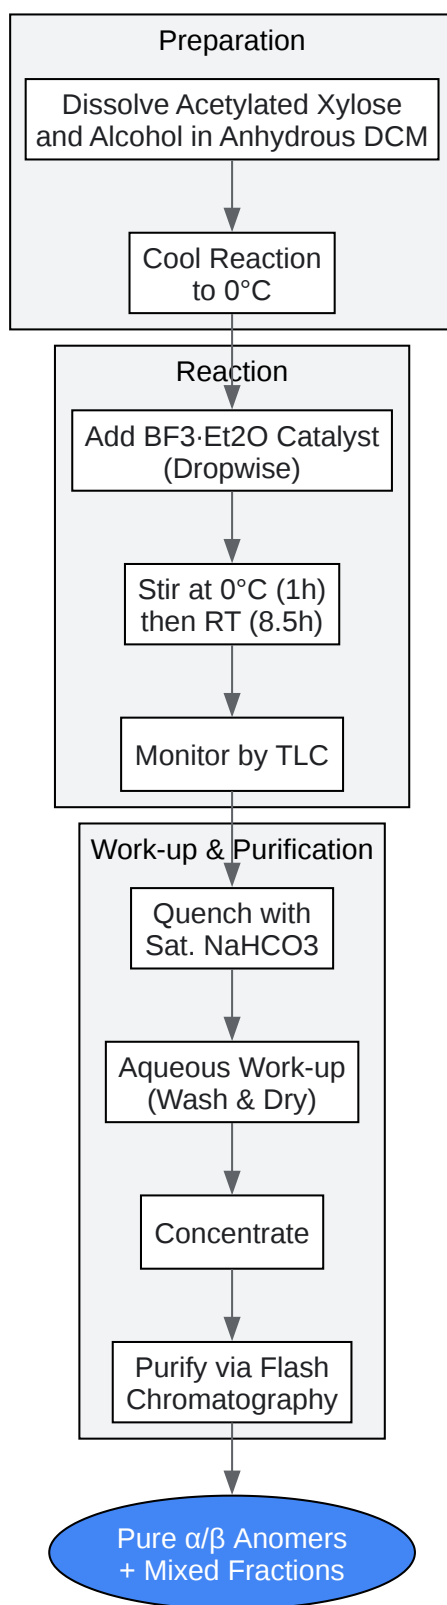 Preparation
Dissolve Acetylated Xylose
and Alcohol in Anhydrous DCM
Cool Reaction
to 0°C
Reaction
Add BF3·Et2O Catalyst
(Dropwise)
Stir at 0°C (1h)
then RT (8.5h)
Monitor by TLC
Work-up & Purification
Quench with
Sat. NaHCO3
Aqueous Work-up
(Wash & Dry)
Concentrate
Purify via Flash
Chromatography
Pure α/β Anomers
+ Mixed Fractions